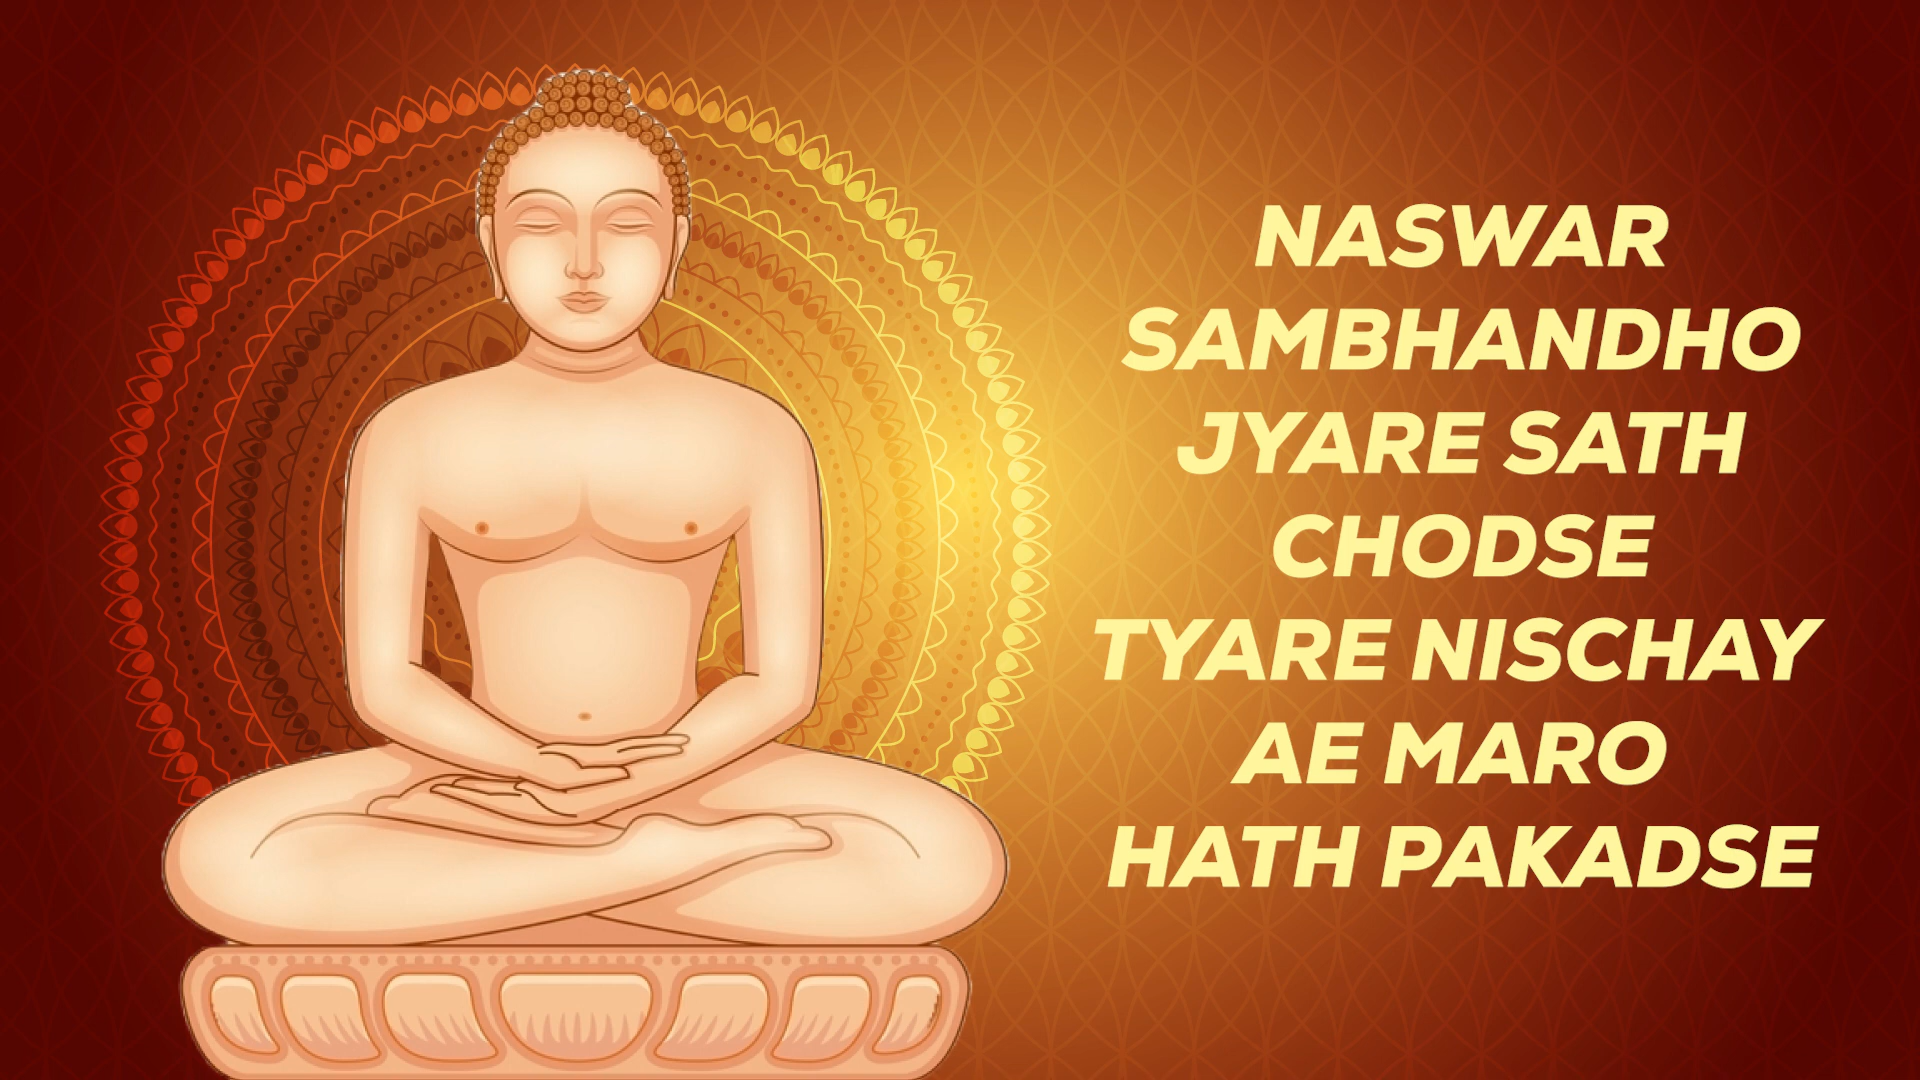 NASWAR
SAMBHANDHO
JYARE SATH
CHODSE
TYARE NISCHAY
AE MARO
HATH PAKADSE